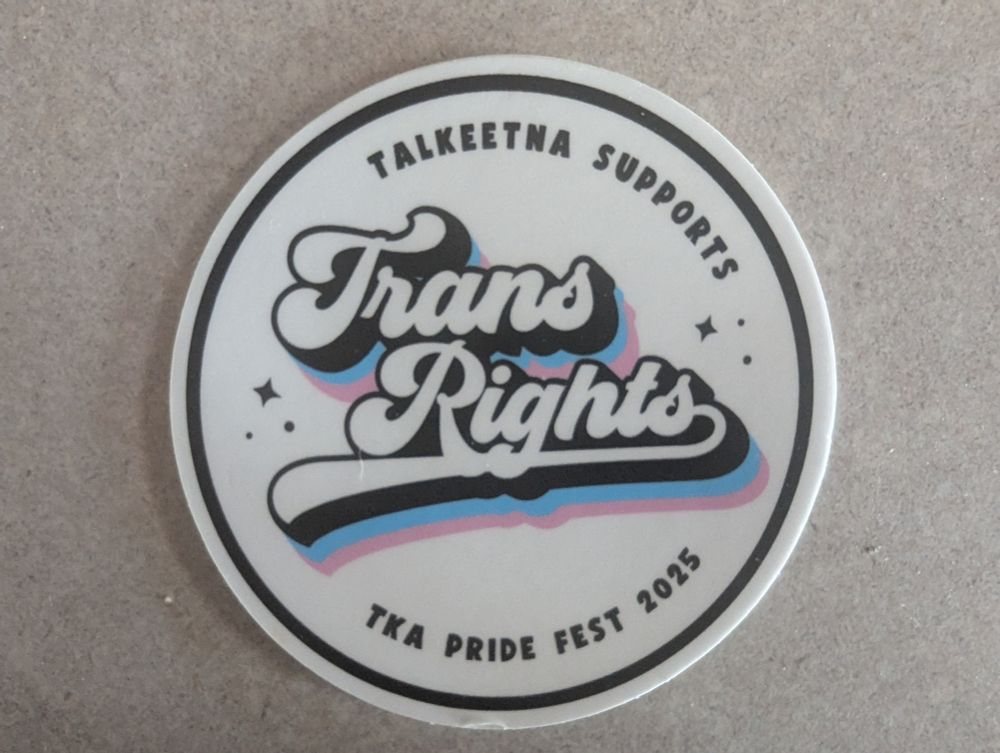 TALKEETNA SUPPORTS
Trans
Rights
TKA PRIDE FEST 2025